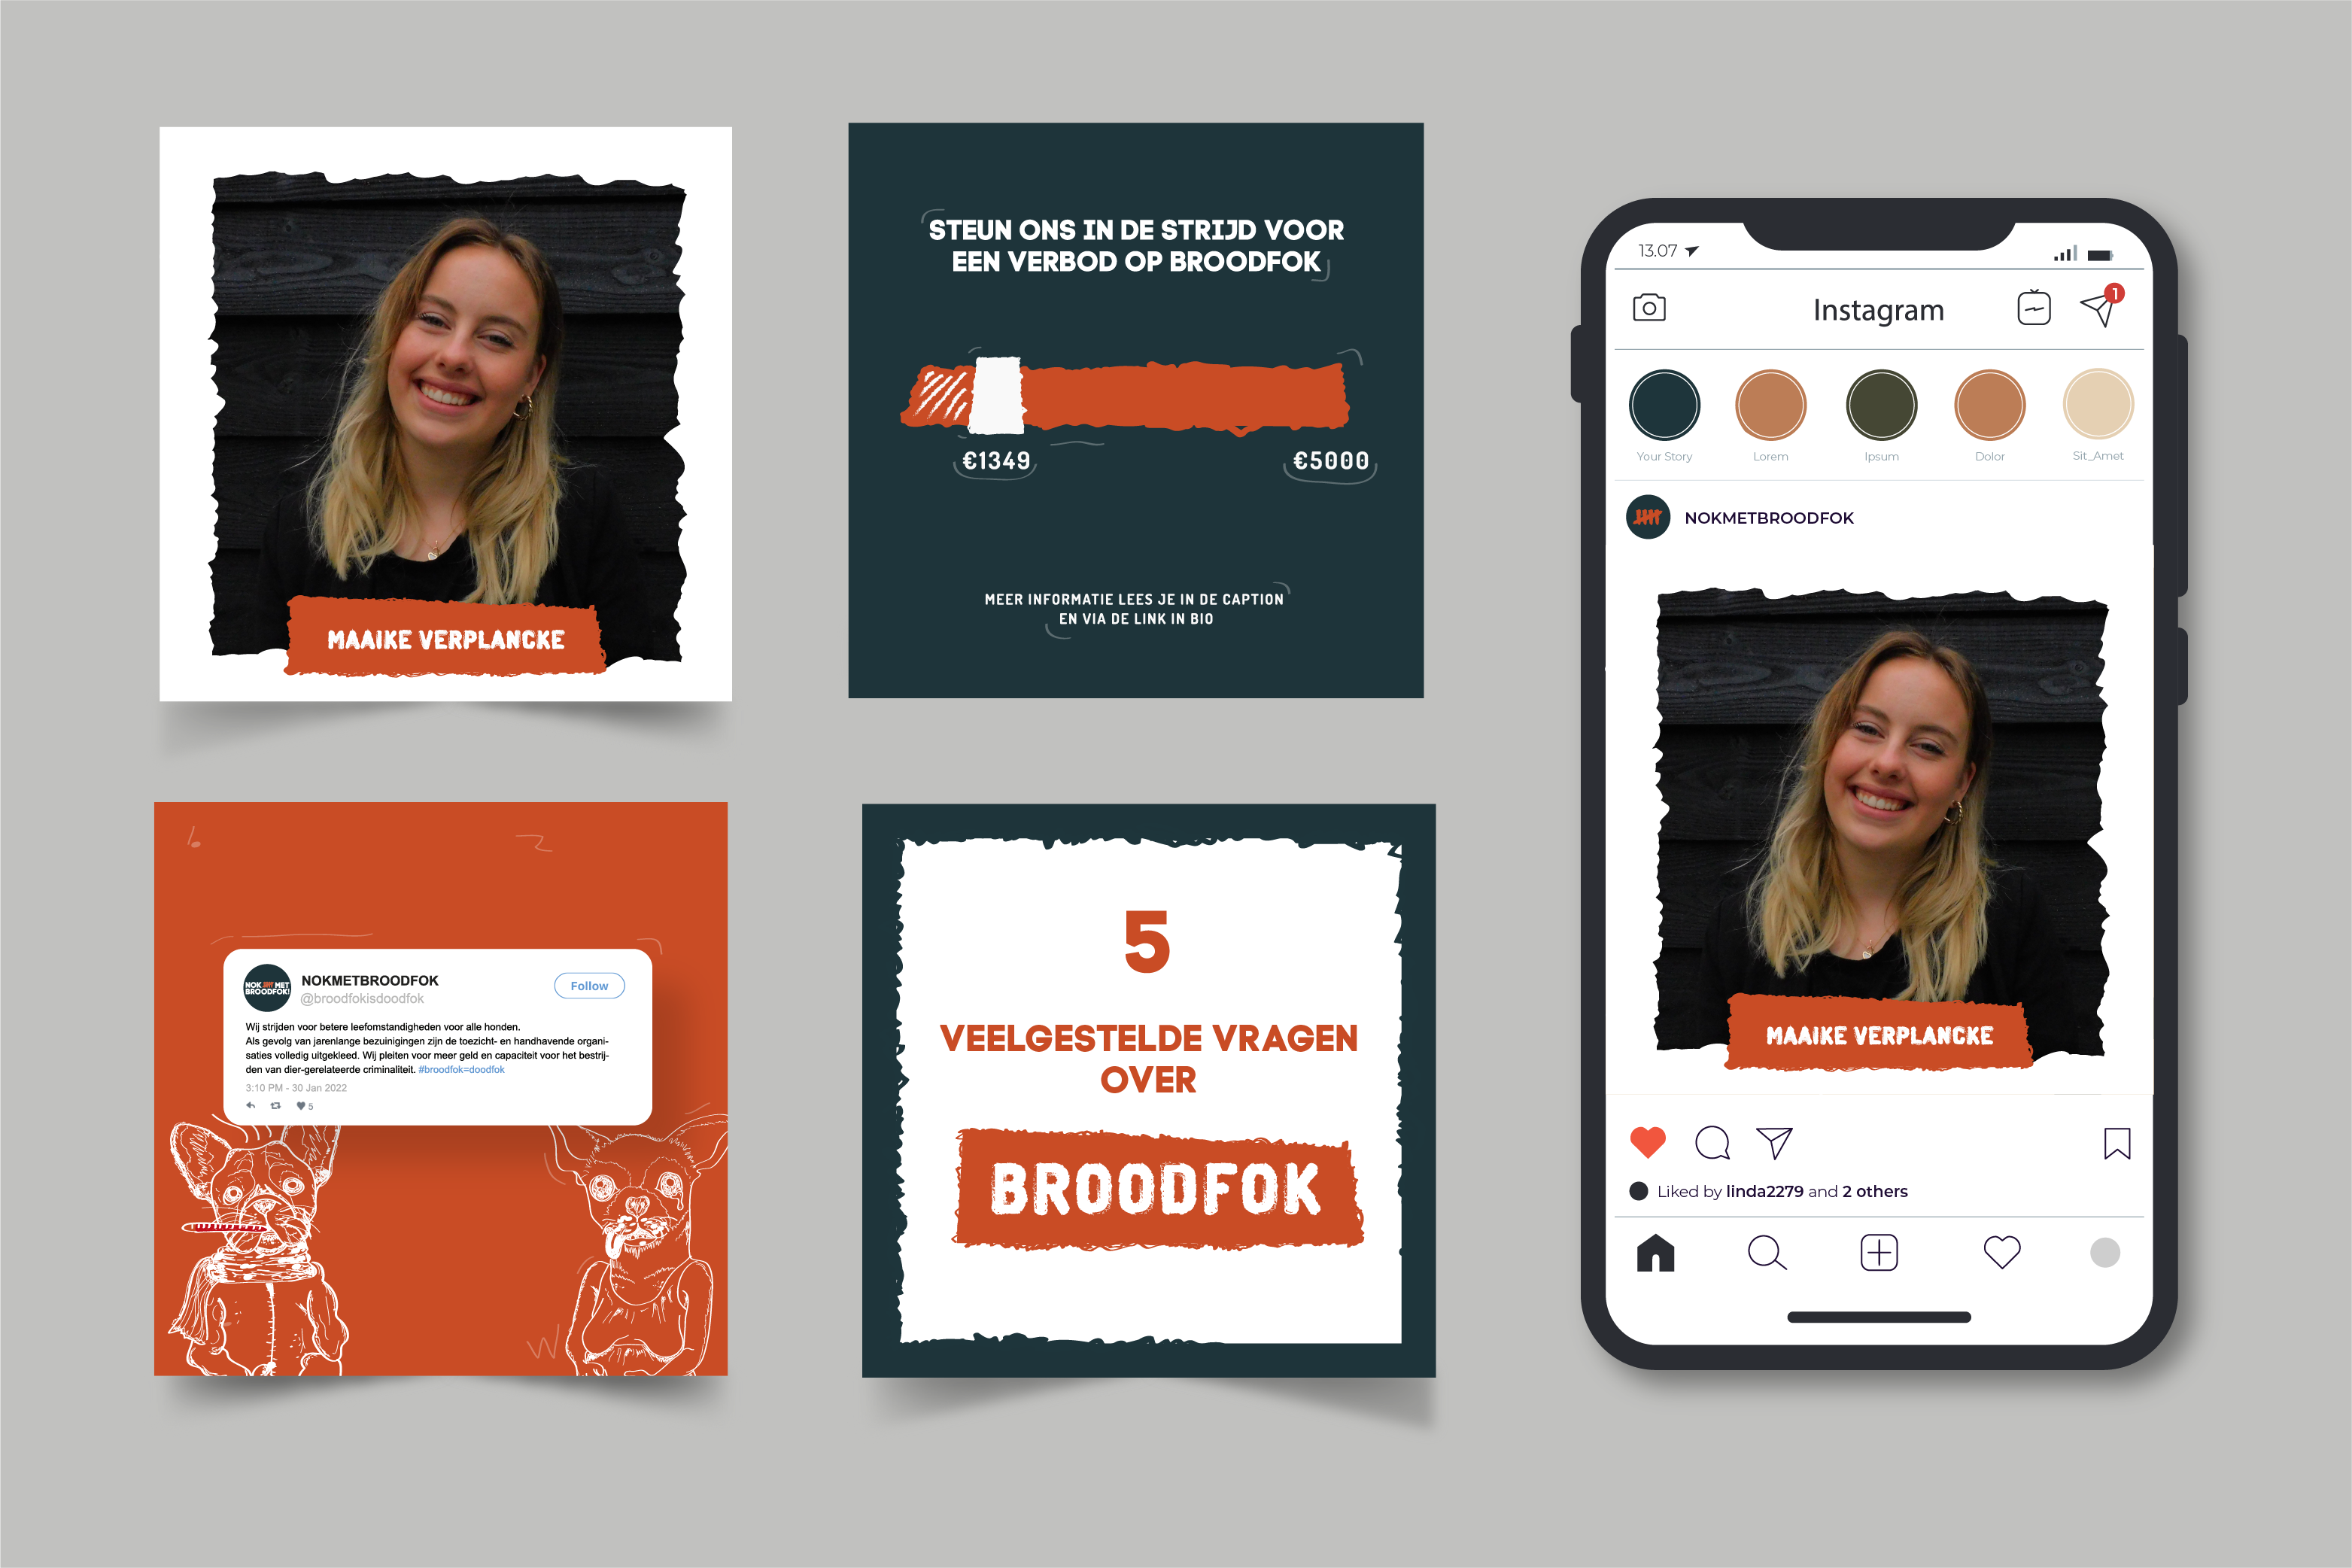 MAAIKE VERPLANCKE
STEUN ONS IN DE STRIJD VOOR
EEN VERBOD OP BROODFOK
€1349
€5000
MEER INFORMATIE LEES JE IN DE CAPTION
EN VIA DE LINK IN BIO
NOK MET
BROODFOK!
NOKMETBROODFOK
@broodfokisdoodfok
Follow
Wij strijden voor betere leefomstandigheden voor alle honden.
Als gevolg van jarenlange bezuinigingen zijn de toezicht- en handhavende organi-
saties volledig uitgekleed. Wij pleiten voor meer geld en capaciteit voor het bestrij-
den van dier-gerelateerde criminaliteit. #broodfok=doodfok
3:10 PM - 30 Jan 2022
5
5
VEELGESTELDE VRAGEN
OVER
BROODFOK
13.07
Instagram
1
Your Story
Lorem
Ipsum
Dolor
Sit_Amet
NOKMETBROODFOK
MAAIKE VERPLANCKE
Liked by linda2279 and 2 others